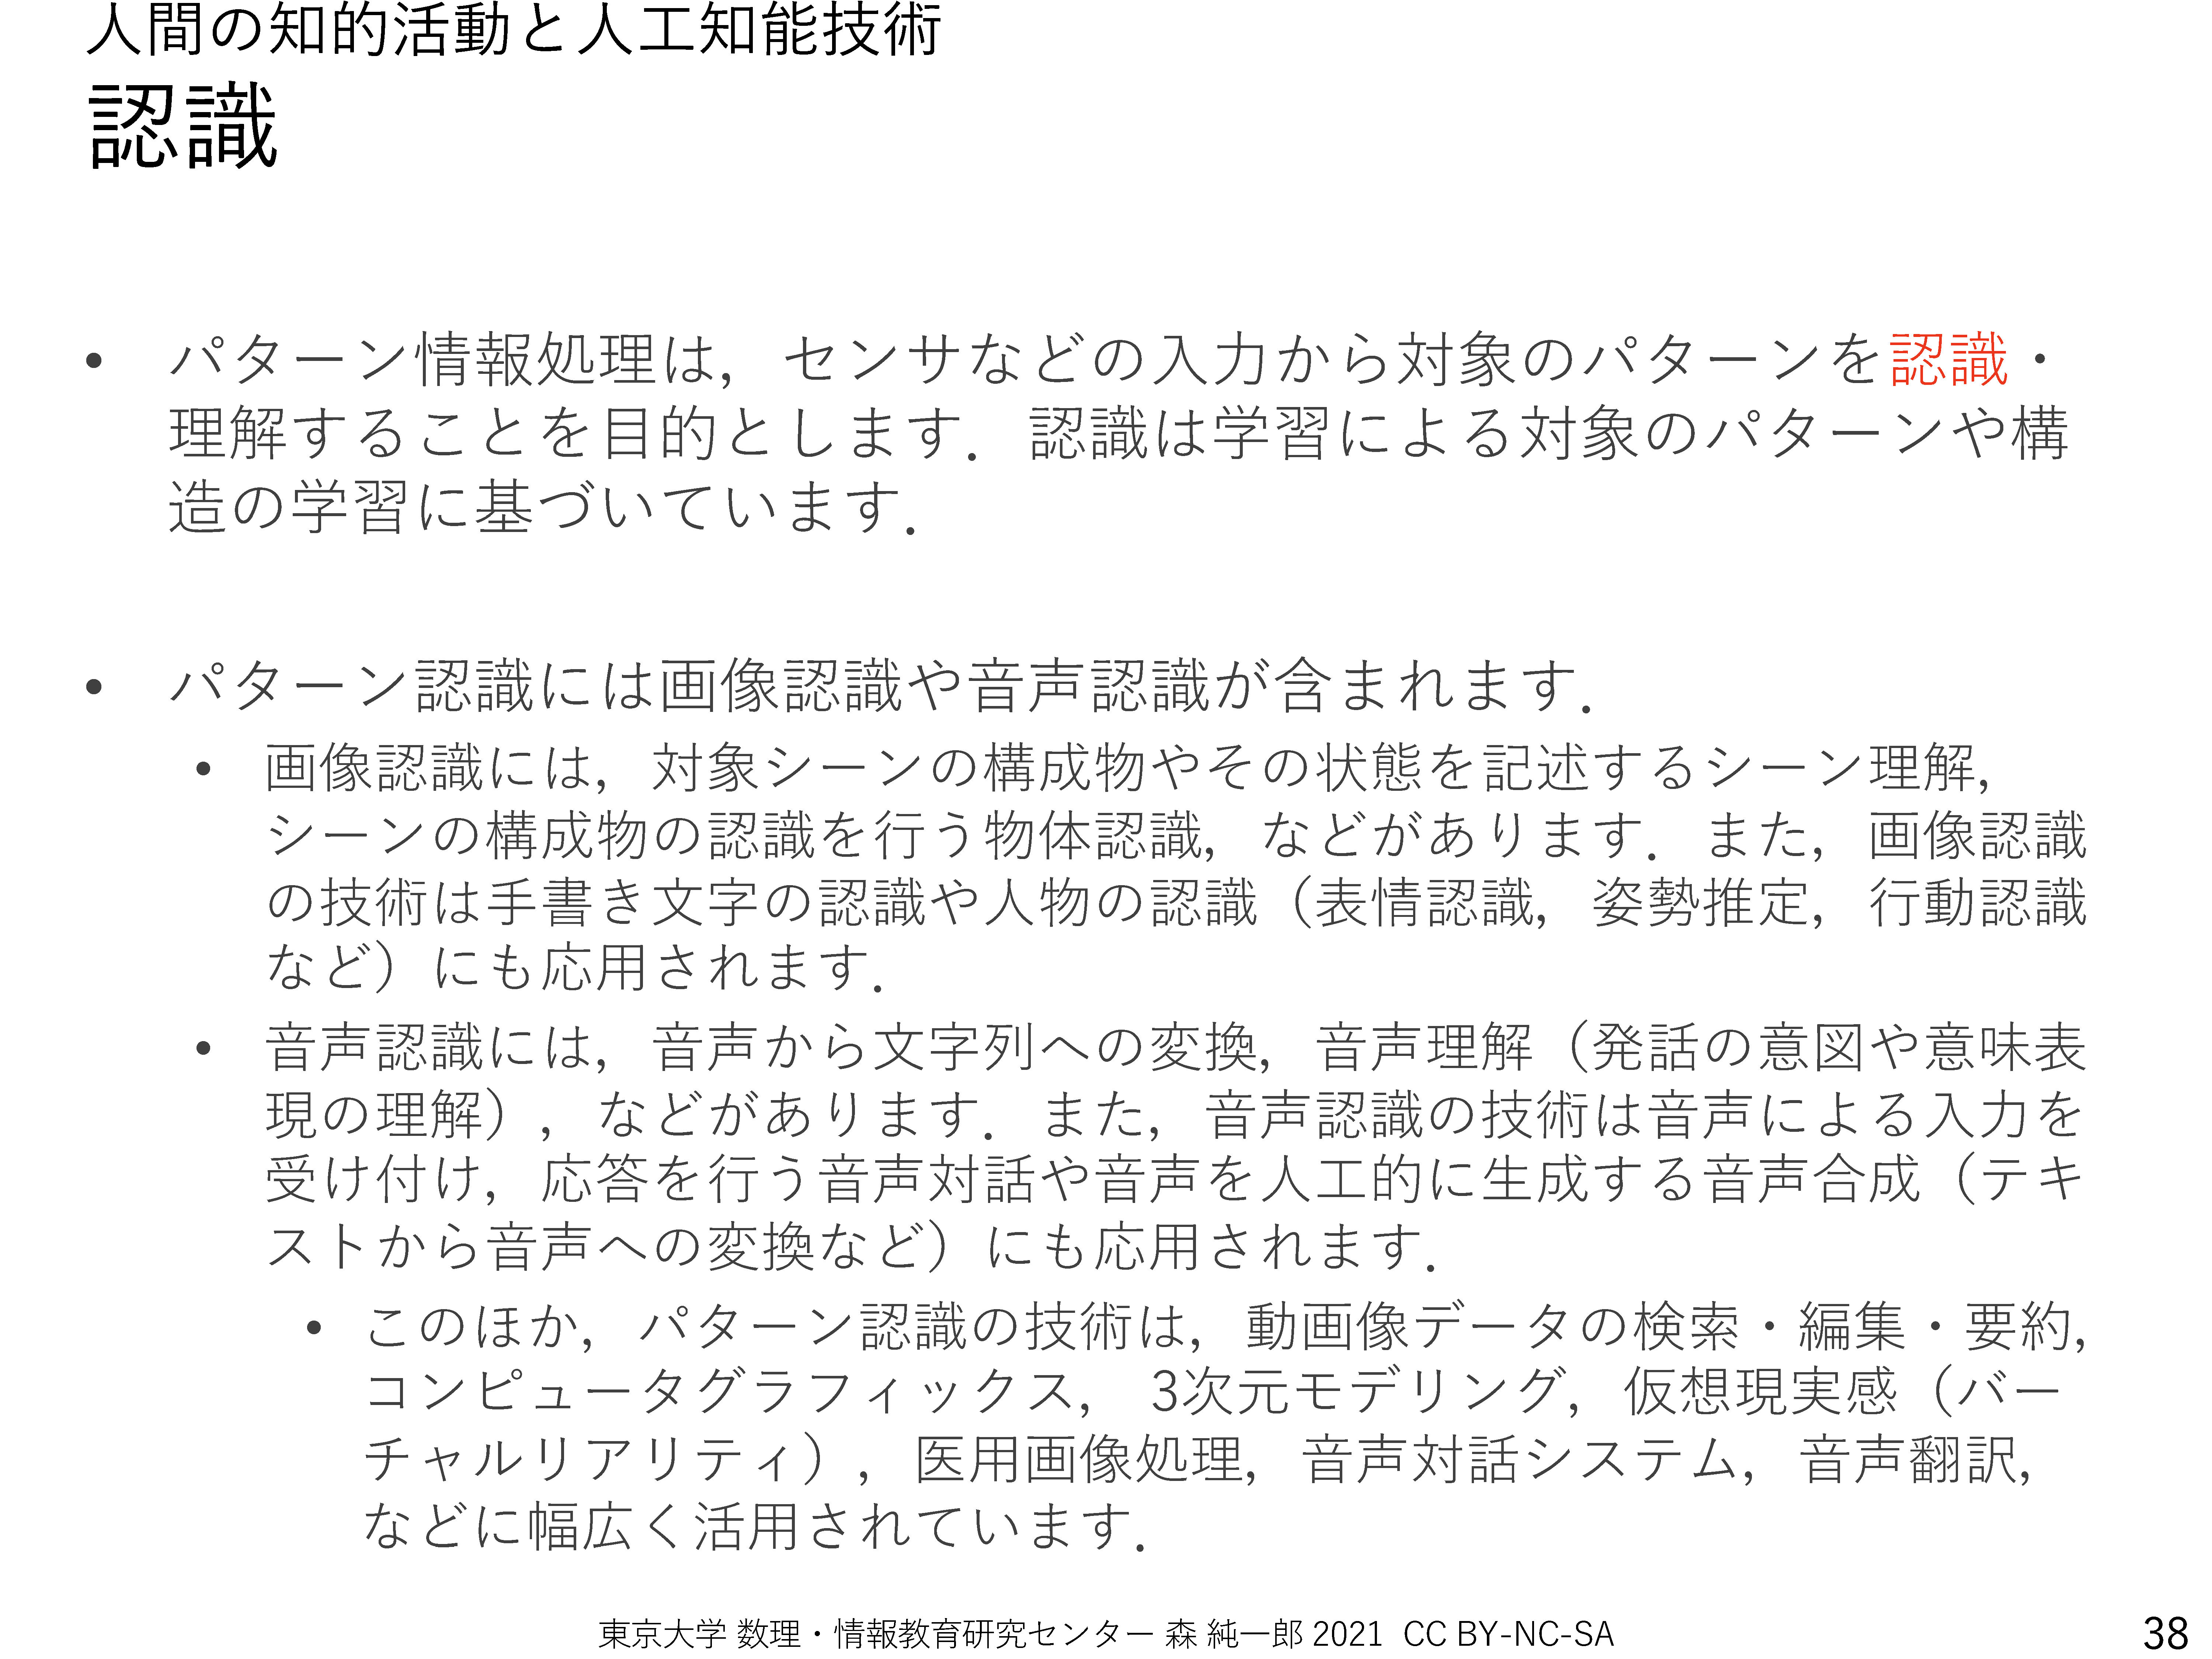 人間の知的活動と人工知能技術
認識
• パターン情報処理は，センサなどの入力から対象のパターンを認識・
理解することを目的とします．認識は学習による対象のパターンや構
造の学習に基づいています．
• パターン認識には画像認識や音声認識が含まれます．
• 画像認識には，対象シーンの構成物やその状態を記述するシーン理解，
シーンの構成物の認識を行う物体認識，などがあります．また，画像認識
の技術は手書き文字の認識や人物の認識（表情認識，姿勢推定，行動認識
など）にも応用されます．
• 音声認識には，音声から文字列への変換，音声理解（発話の意図や意味表
現の理解），などがあります．また，音声認識の技術は音声による入力を
受け付け，応答を行う音声対話や音声を人工的に生成する音声合成（テキ
ストから音声への変換など）にも応用されます．
• このほか，パターン認識の技術は，動画像データの検索・編集・要約，
コンピュータグラフィックス， 3次元モデリング，仮想現実感（バー
チャルリアリティ），医用画像処理，音声対話システム，音声翻訳，
などに幅広く活用されています．
東京大学 数理・情報教育研究センター 森 純一郎 2021 CC BY-NC-SA
38